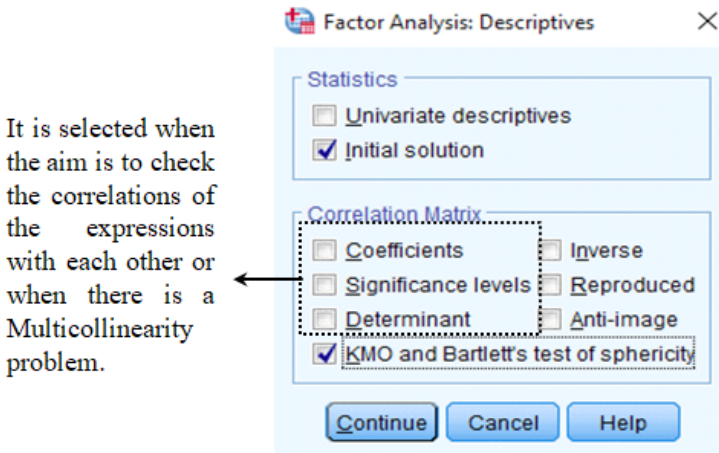 Factor Analysis: Descriptives
Statistics
Univariate descriptives
Initial solution
It is selected when
the aim is to check
the correlations of
the expressions
with each other or
when there is a
Multicollinearity
problem.
Correlation Matrix
Coefficients Inverse
Significance levels Reproduced
Determinant Anti-image
KMO and Bartlett's test of sphericity
Continue Cancel Help